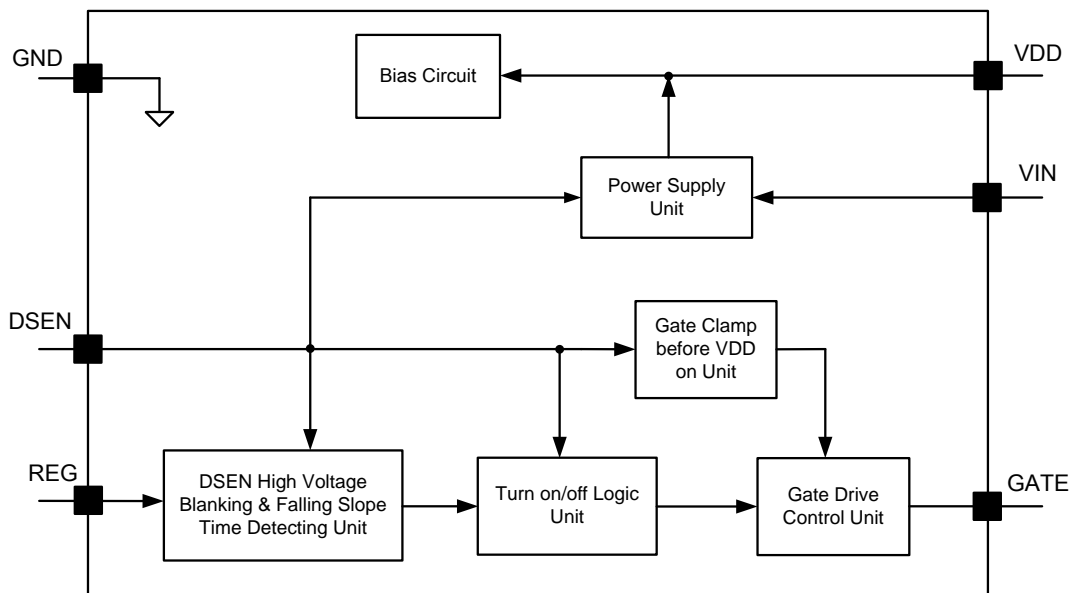 GND
VDD
Bias Circuit
Power Supply
Unit
VIN
DSEN
Gate Clamp
before VDD
on Unit
REG
DSEN High Voltage
Blanking & Falling Slope
Time Detecting Unit
Turn on/off Logic
Unit
Gate Drive
Control Unit
GATE